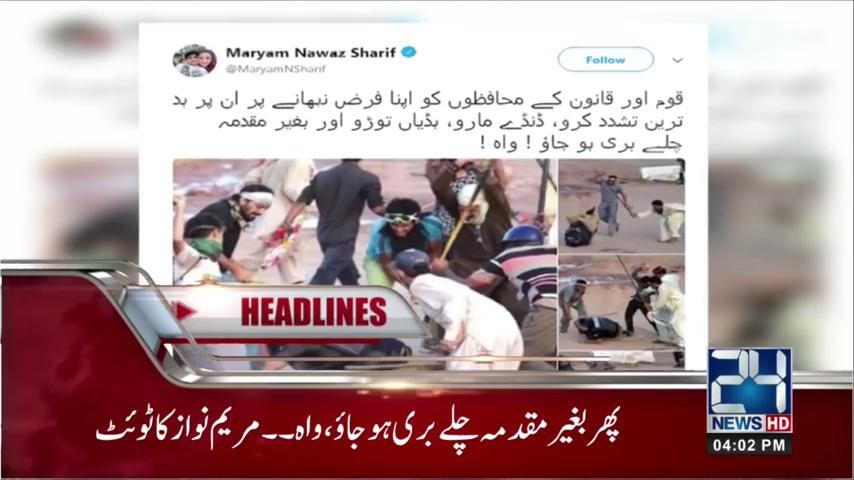 Maryam Nawaz Sharif
@MaryamNSharif
Follow
قوم اور قانون کے محافظوں کو اپنا فرض نبھانے پر ان پر بد
ترین تشدد کرو، ڈنڈے مارو، ہڈیاں توڑو اور بغیر مقدمہ
چلے بری ہو جاؤ ! واہ !
HEADLINES
پھر بغیر مقدمہ چلے بری ہو جاؤ، واہ۔۔مریم نواز کا ٹوئٹ
24
NEWS HD
04:02 PM